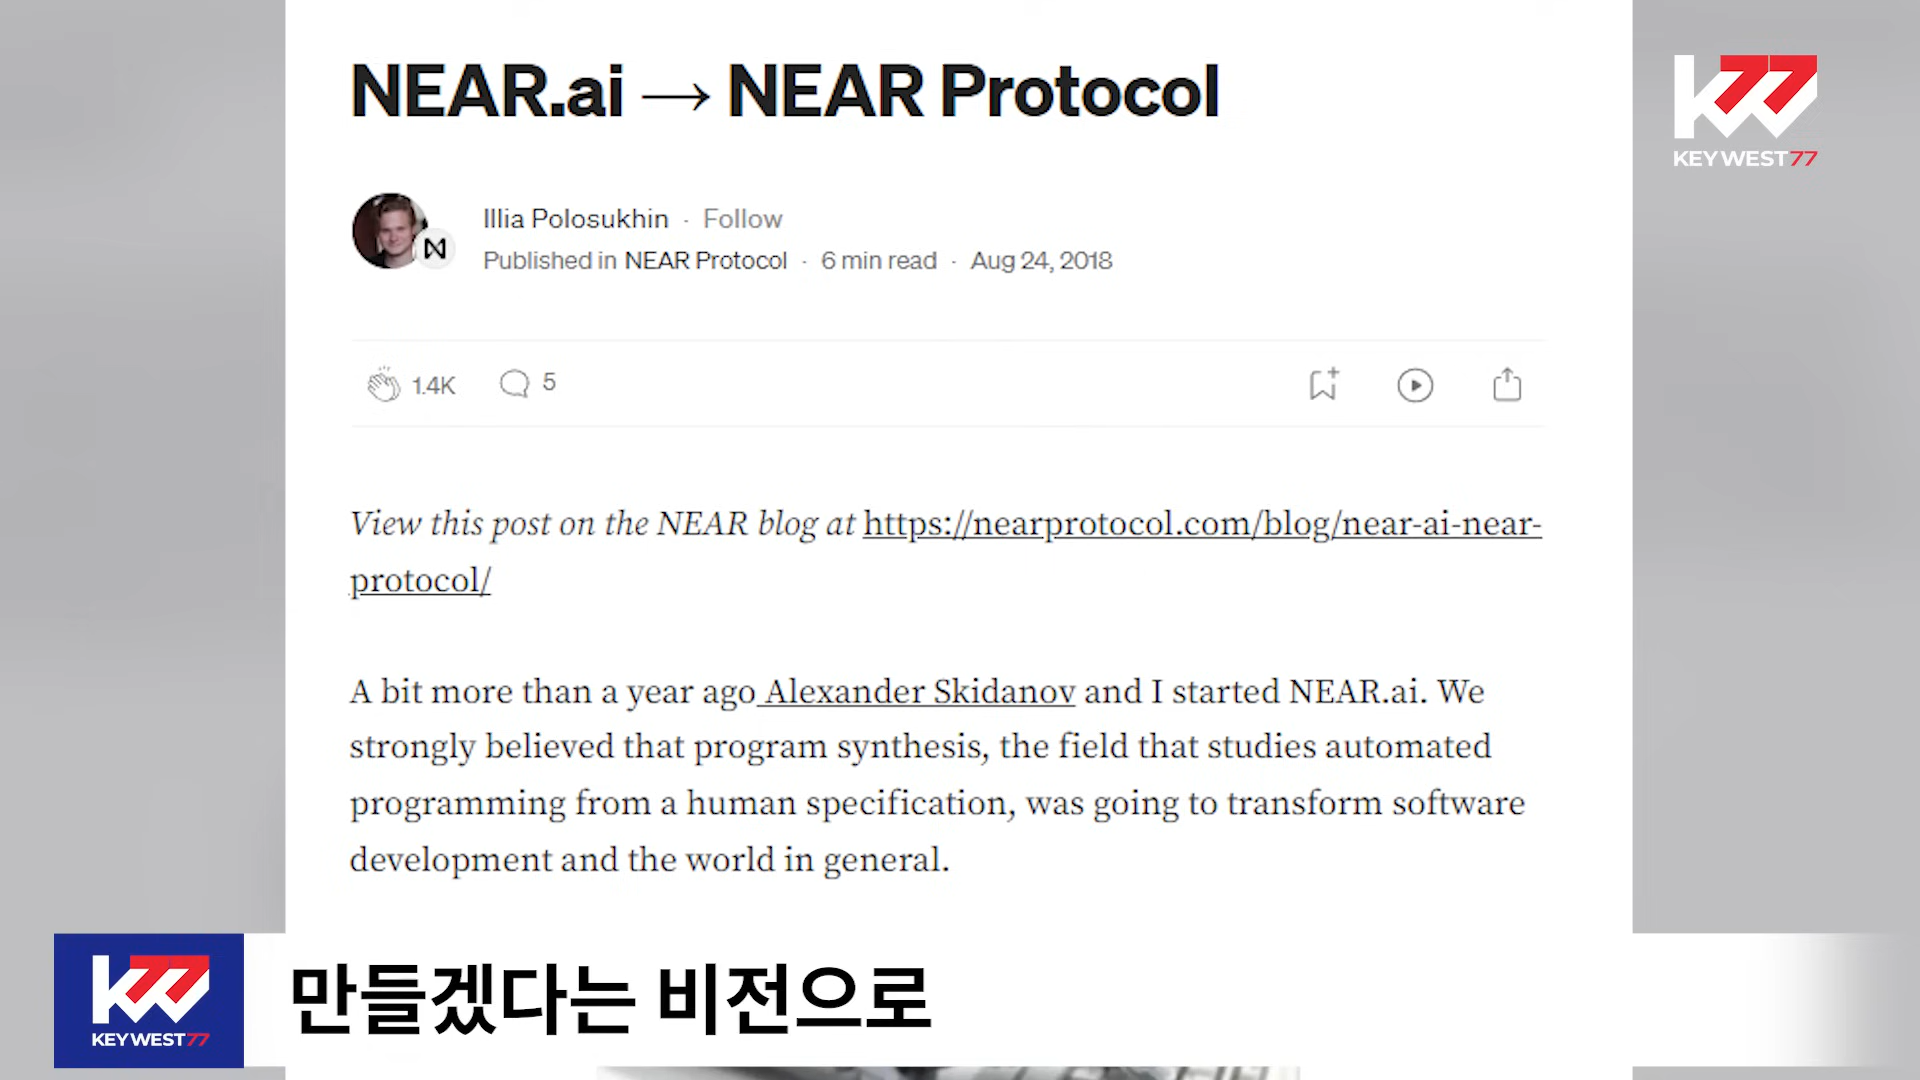 NEAR.ai → NEAR Protocol
KEY WEST 77
Illia Polosukhin · Follow
Published in NEAR Protocol · 6 min read · Aug 24, 2018
1.4K 5
View this post on the NEAR blog at https://nearprotocol.com/blog/near-ai-near-
protocol/
A bit more than a year ago Alexander Skidanov and I started NEAR.ai. We
strongly believed that program synthesis, the field that studies automated
programming from a human specification, was going to transform software
development and the world in general.
만들겠다는 비전으로
KEY WEST 77